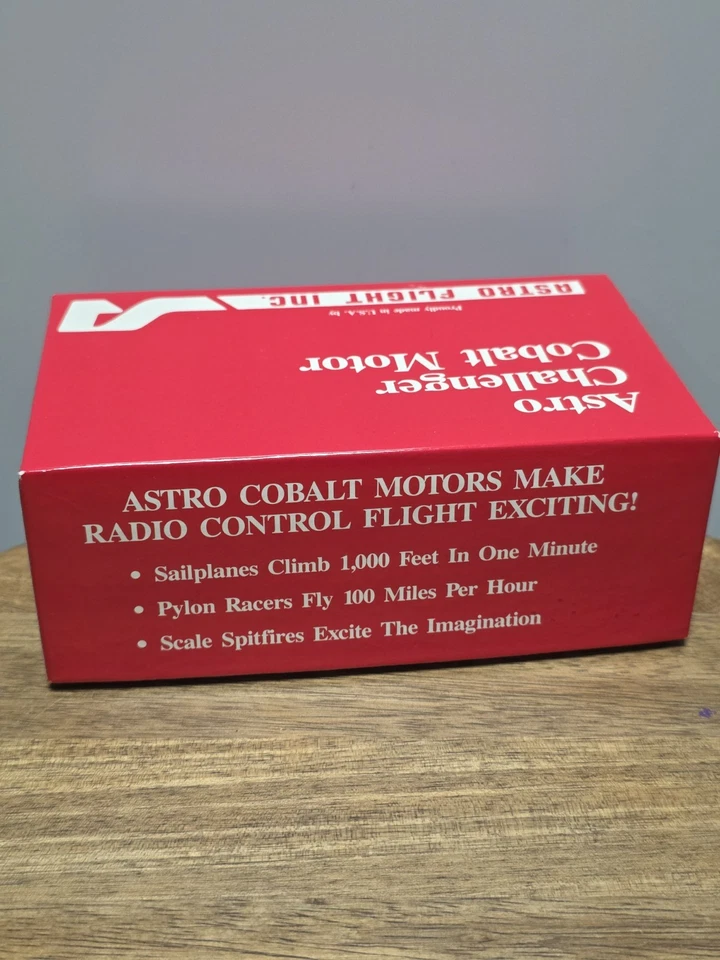 Astro
Challenger
Cobalt Motor
Proudly made in U.S.A. by
ASTRO FLIGHT INC.
ASTRO COBALT MOTORS MAKE
RADIO CONTROL FLIGHT EXCITING!
• Sailplanes Climb 1,000 Feet In One Minute
• Pylon Racers Fly 100 Miles Per Hour
• Scale Spitfires Excite The Imagination